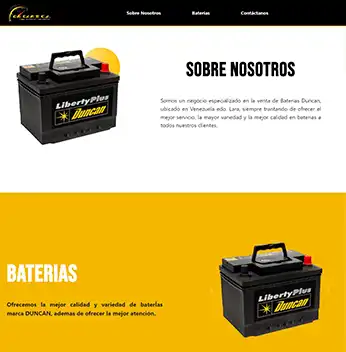 Sobre Nosotros
Baterias
Contáctanos
SOBRE NOSOTROS
LibertyPlus
Duncan
Somos un negocio especializado en la venta de Baterias Duncan,
ubicado en Venezuela edo. Lara, siempre tratando de ofrecer el
mejor servicio, la mayor variedad y la mejor calidad en baterias a
todos nuestros clientes.
BATERIAS
Ofrecemos la mejor calidad y variedad de baterias
marca DUNCAN, ademas de ofrecer la mejor atención.
LibertyPlus
Duncan